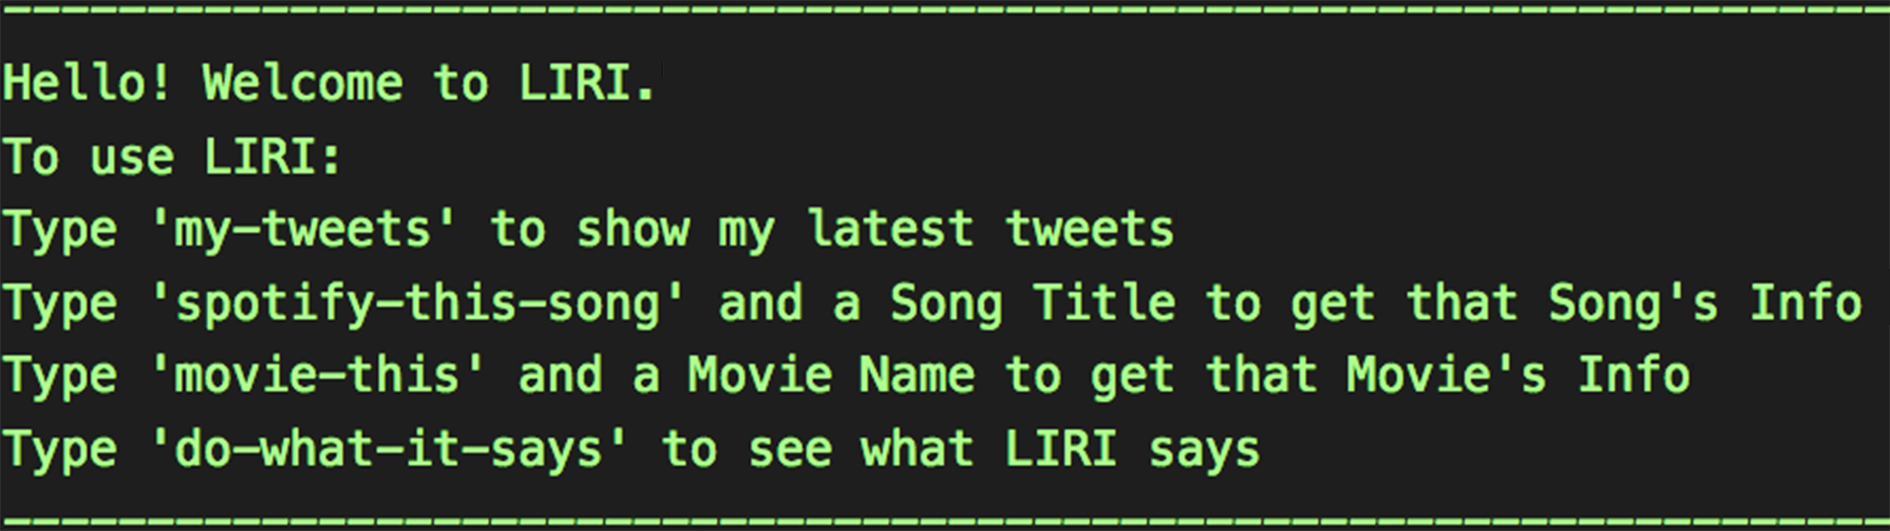 Hello! Welcome to LIRI.
To use LIRI:
Type 'my-tweets' to show my latest tweets
Type 'spotify-this-song' and a Song Title to get that Song's Info
Type 'movie-this' and a Movie Name to get that Movie's Info
Type 'do-what-it-says' to see what LIRI says